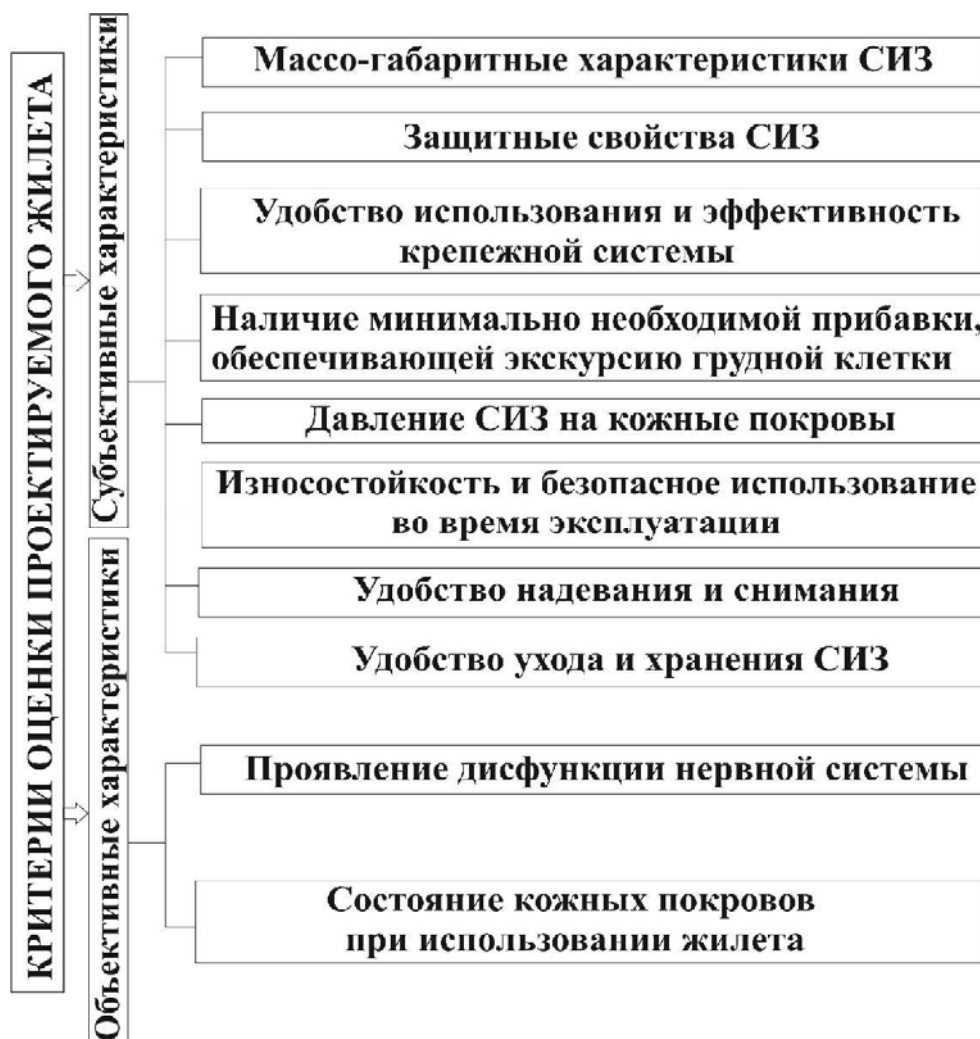 КРИТЕРИИ ОЦЕНКИ ПРОЕКТИРУЕМОГО ЖИЛЕТА
Субъективные характеристики
Массо-габаритные характеристики СИЗ
Защитные свойства СИЗ
Удобство использования и эффективность
крепежной системы
Наличие минимально необходимой прибавки,
обеспечивающей экскурсию грудной клетки
Давление СИЗ на кожные покровы
Износостойкость и безопасное использование
во время эксплуатации
Удобство надевания и снимания
Удобство ухода и хранения СИЗ
Объективные характеристики
Проявление дисфункции нервной системы
Состояние кожных покровов
при использовании жилета